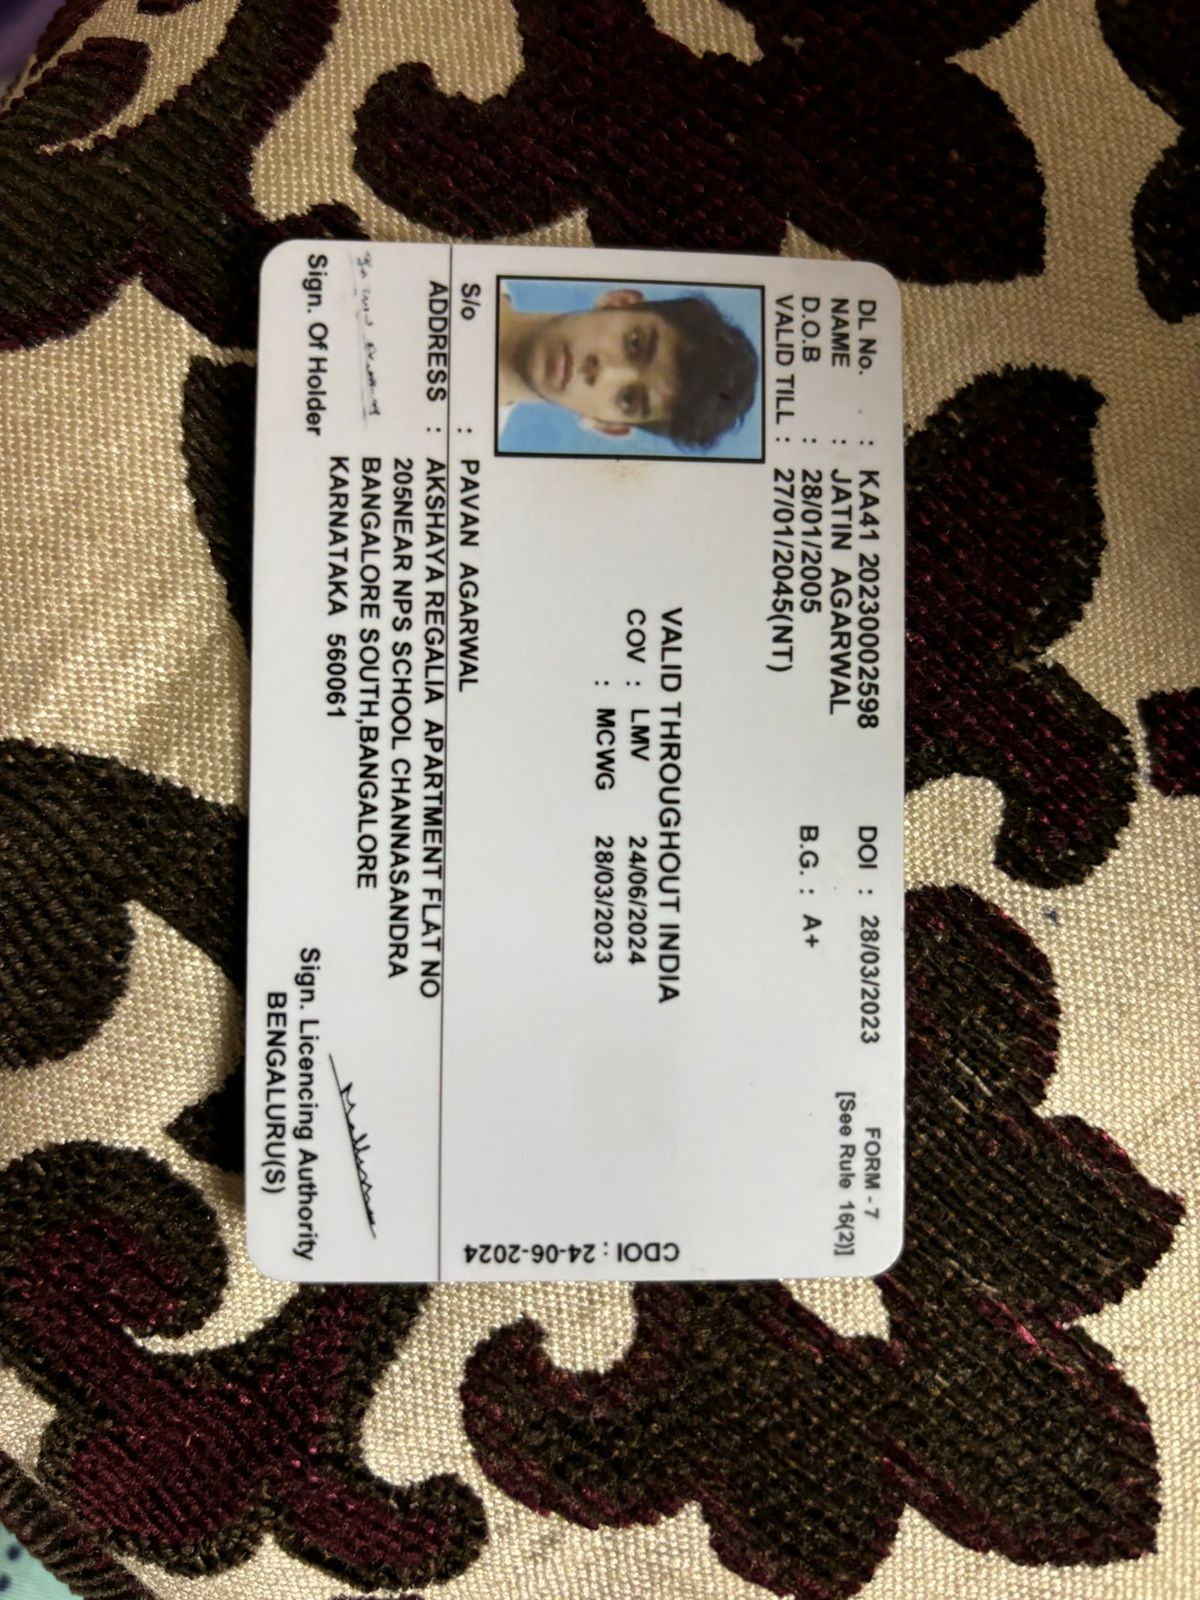 DL No. : KA41 20230002598 DOI : 28/03/2023 FORM - 7
NAME : JATIN AGARWAL [See Rule 16(2)]
D.O.B : 28/01/2005 B.G. : A+
VALID TILL : 27/01/2045(NT)
VALID THROUGHOUT INDIA
COV : LMV 24/06/2024
: MCWG 28/03/2023
CDOI : 24-06-2024
S/o : PAVAN AGARWAL
ADDRESS : AKSHAYA REGALIA APARTMENT FLAT NO
205NEAR NPS SCHOOL CHANNASANDRA
BANGALORE SOUTH,BANGALORE
KARNATAKA 560061
Sign. Of Holder
Sign. Licencing Authority
BENGALURU(S)